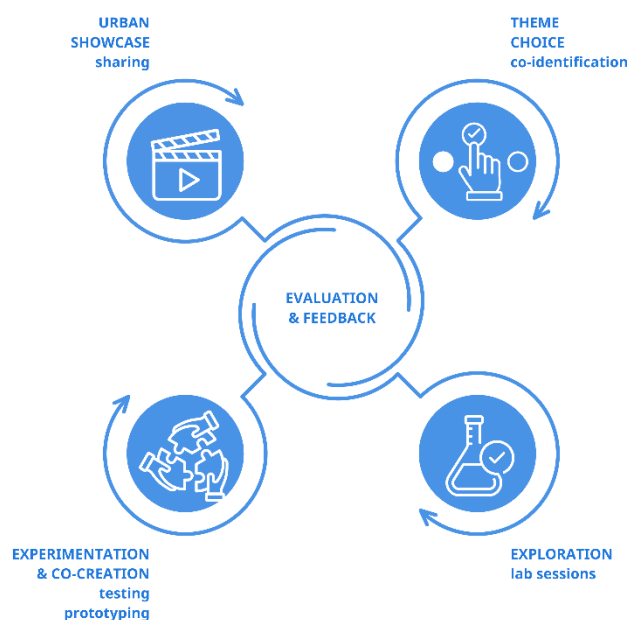 URBAN
SHOWCASE
sharing
THEME
CHOICE
co-identification
EVALUATION
& FEEDBACK
EXPERIMENTATION
& CO-CREATION
testing
prototyping
EXPLORATION
lab sessions